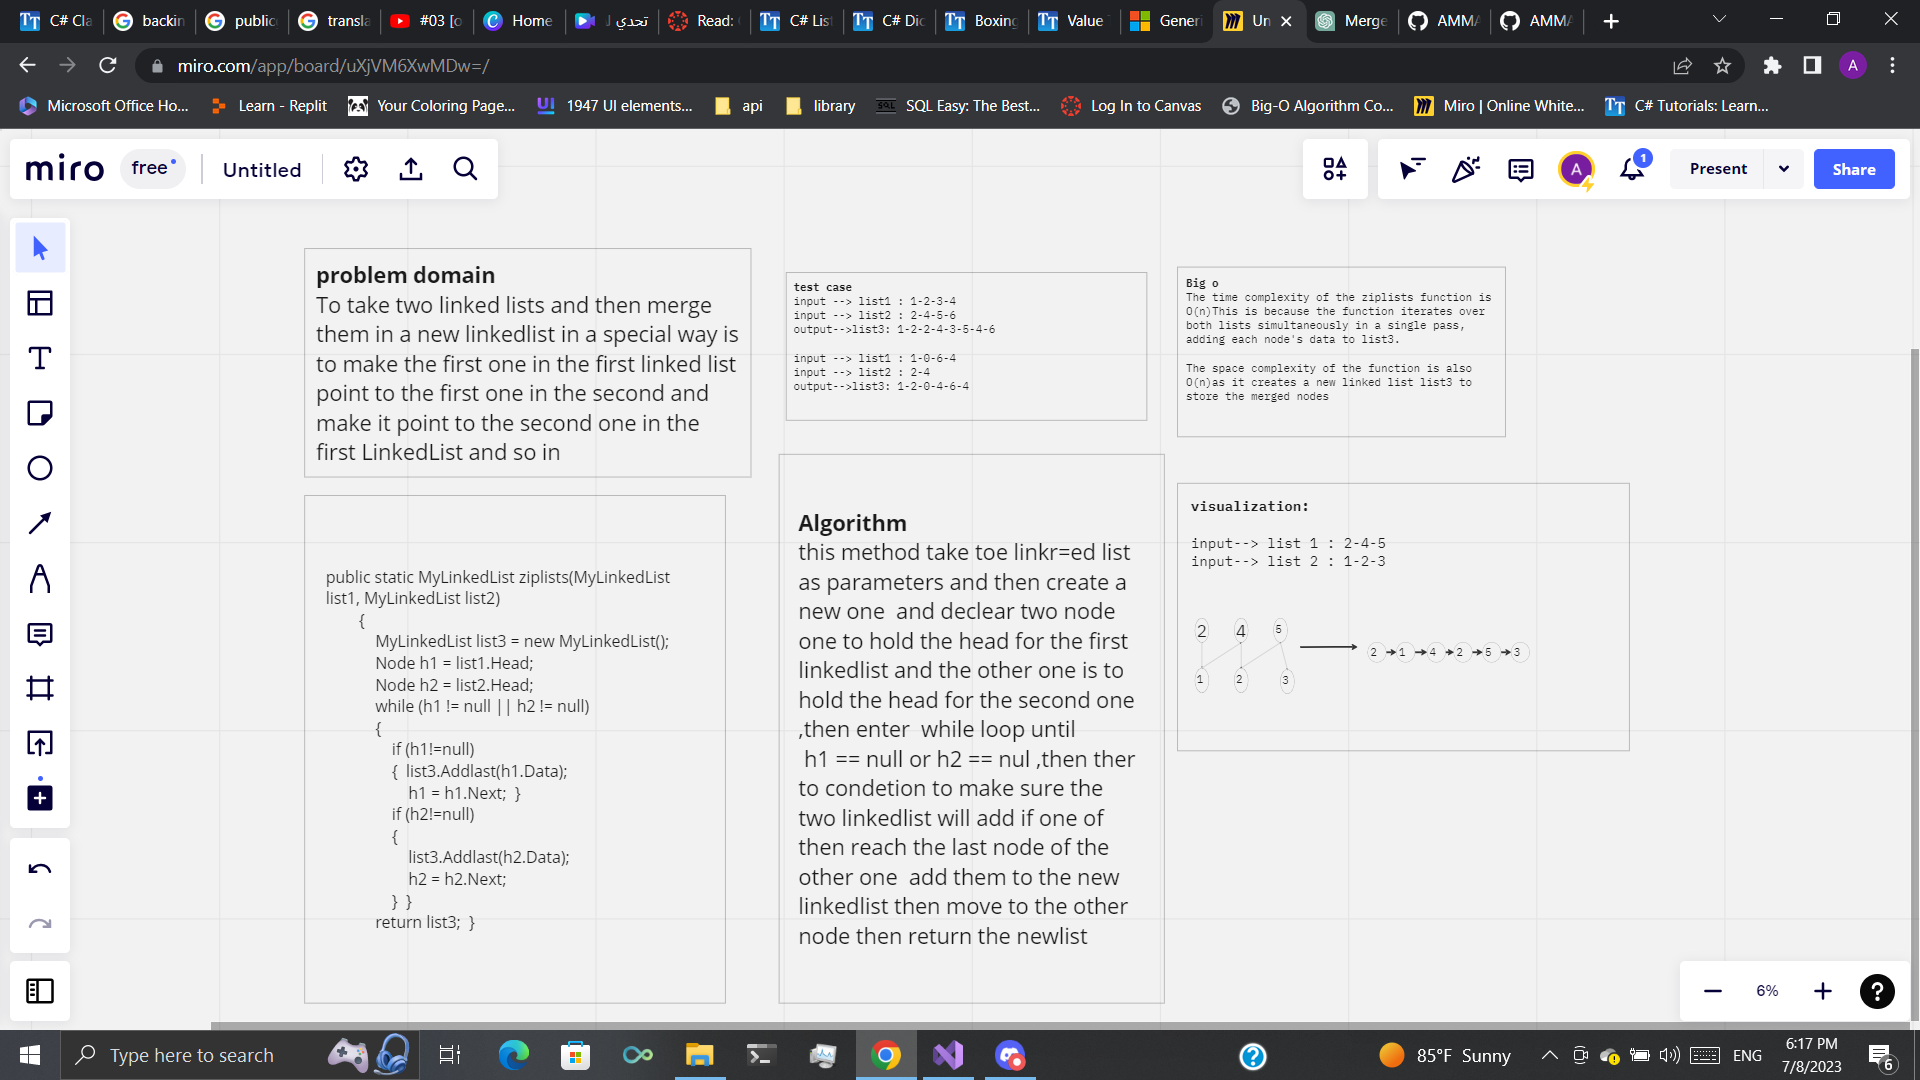 C# Cla
backin
public
transla
#03 [o
Home
تحدي ل
Read:
C# List
C# Dic
Boxing
Value
Generi
Un
Merge
AMMA
AMMA
miro.com/app/board/uXjVM6XwMDw=/
A
Microsoft Office Ho...
Learn - Replit
Your Coloring Page...
1947 UI elements...
api
library
SQL Easy: The Best...
Log In to Canvas
Big-O Algorithm Co...
Miro | Online White...
C# Tutorials: Learn...
miro
free
Untitled
A
1
Present
Share
problem domain
To take two linked lists and then merge
them in a new linkedlist in a special way is
to make the first one in the first linked list
point to the first one in the second and
make it point to the second one in the
first LinkedList and so in
test case
input --> list1 : 1-2-3-4
input --> list2 : 2-4-5-6
output-->list3: 1-2-2-4-3-5-4-6
input --> list1 : 1-0-6-4
input --> list2 : 2-4
output-->list3: 1-2-0-4-6-4
Big o
The time complexity of the ziplists function is
O(n)This is because the function iterates over
both lists simultaneously in a single pass,
adding each node's data to list3.
The space complexity of the function is also
O(n)as it creates a new linked list list3 to
store the merged nodes
public static MyLinkedList ziplists(MyLinkedList
list1, MyLinkedList list2)
{
MyLinkedList list3 = new MyLinkedList();
Node h1 = list1.Head;
Node h2 = list2.Head;
while (h1 != null || h2 != null)
{
if (h1!=null)
{  list3.Addlast(h1.Data);
h1 = h1.Next;  }
if (h2!=null)
{
list3.Addlast(h2.Data);
h2 = h2.Next;
}  }
return list3;  }
Algorithm
this method take toe linkr=ed list
as parameters and then create a
new one  and declear two node
one to hold the head for the first
linkedlist and the other one is to
hold the head for the second one
,then enter  while loop until
h1 == null or h2 == nul ,then ther
to condetion to make sure the
two linkedlist will add if one of
then reach the last node of the
other one  add them to the new
linkedlist then move to the other
node then return the newlist
visualization:
input--> list 1 : 2-4-5
input--> list 2 : 1-2-3
2 4 5
2 1 4 2 5 3
1 2 3
6%
?
Type here to search
85°F Sunny
ENG
6:17 PM
7/8/2023
6